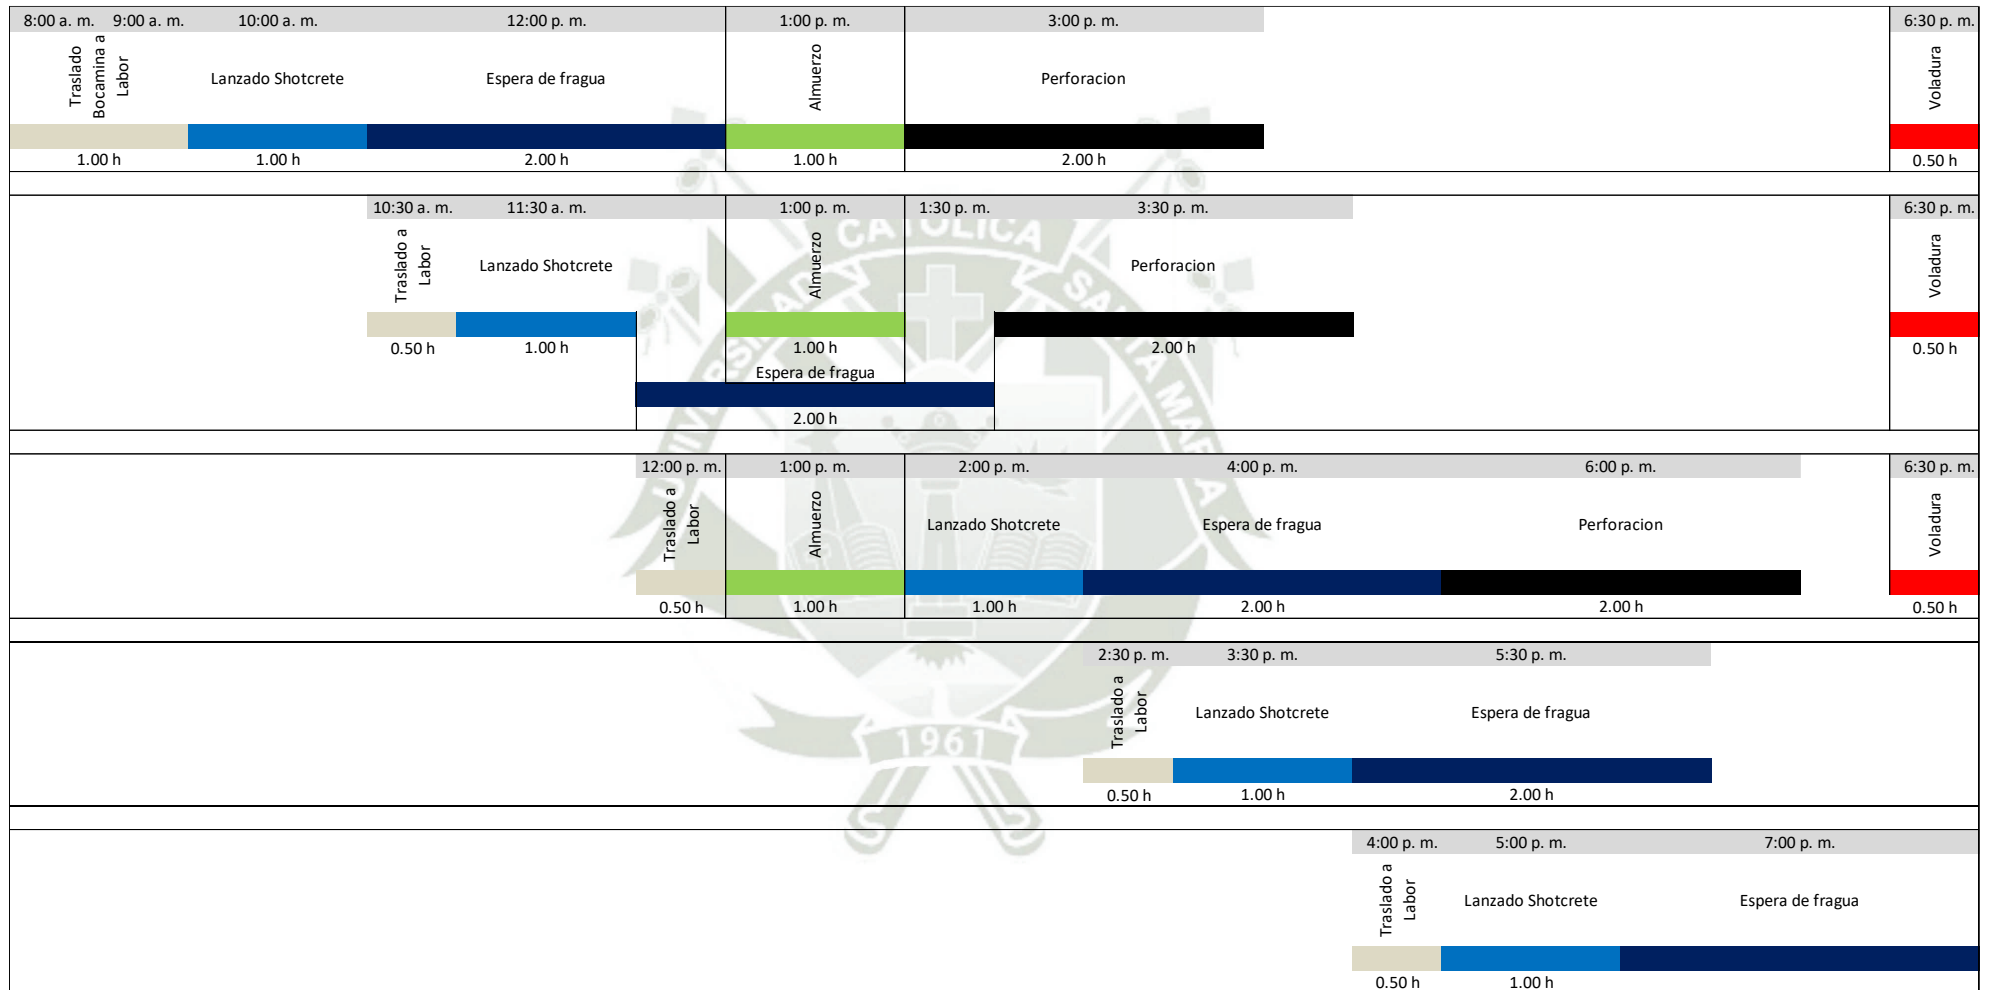 8:00 a. m. 9:00 a. m. 10:00 a. m. 12:00 p. m. 1:00 p. m. 3:00 p. m. 6:30 p. m.
Traslado
Bocamina a
Labor
Lanzado Shotcrete
Espera de fragua
Almuerzo
Perforacion
Voladura
1.00 h 1.00 h 2.00 h 1.00 h 2.00 h 0.50 h
10:30 a. m. 11:30 a. m. 1:00 p. m. 1:30 p. m. 3:30 p. m. 6:30 p. m.
Traslado a
Labor
Lanzado Shotcrete
Almuerzo
Perforacion
Voladura
0.50 h 1.00 h 1.00 h 2.00 h 0.50 h
Espera de fragua
2.00 h
12:00 p. m. 1:00 p. m. 2:00 p. m. 4:00 p. m. 6:00 p. m. 6:30 p. m.
Traslado a
Labor
Almuerzo
Lanzado Shotcrete
Espera de fragua
Perforacion
Voladura
0.50 h 1.00 h 1.00 h 2.00 h 2.00 h 0.50 h
2:30 p. m. 3:30 p. m. 5:30 p. m.
Traslado a
Labor
Lanzado Shotcrete
Espera de fragua
0.50 h 1.00 h 2.00 h
4:00 p. m. 5:00 p. m. 7:00 p. m.
Traslado a
Labor
Lanzado Shotcrete
Espera de fragua
0.50 h 1.00 h
UNIVERSIDAD CATOLICA SANTA MARIA
1961